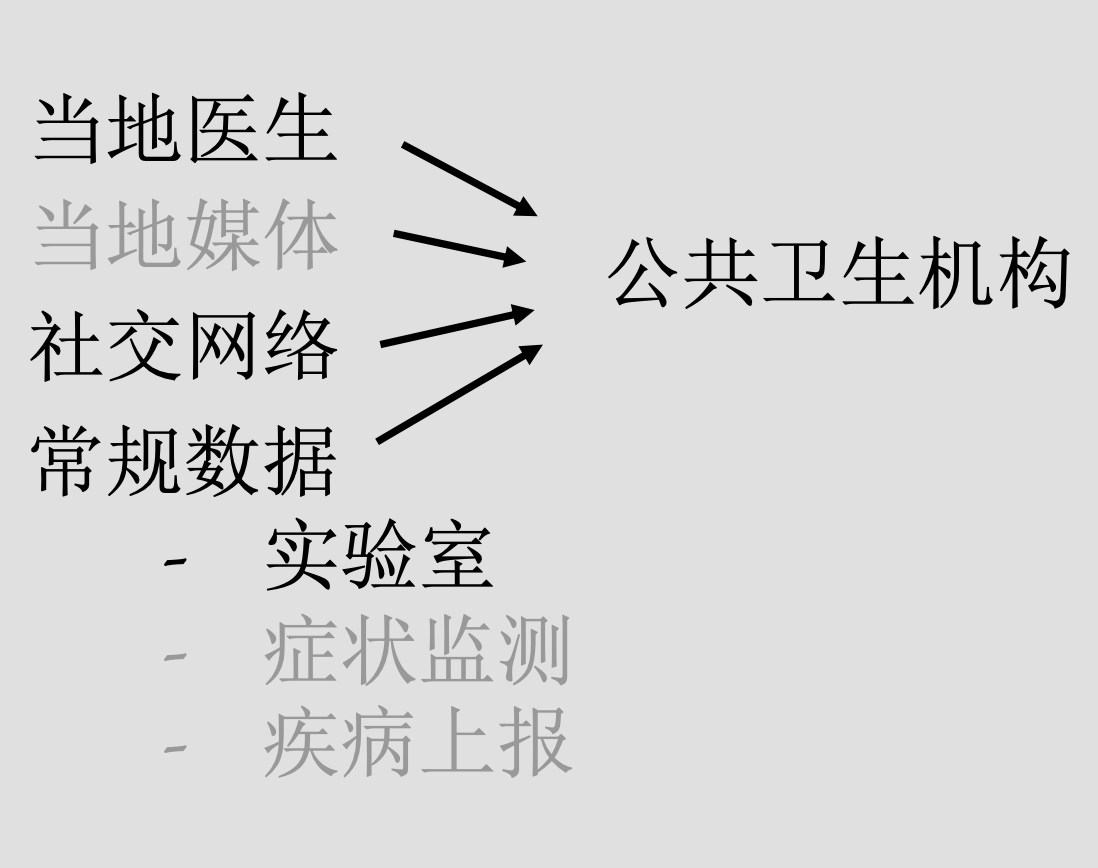 当地医生
当地媒体
社交网络
常规数据
- 实验室
- 症状监测
- 疾病上报
公共卫生机构